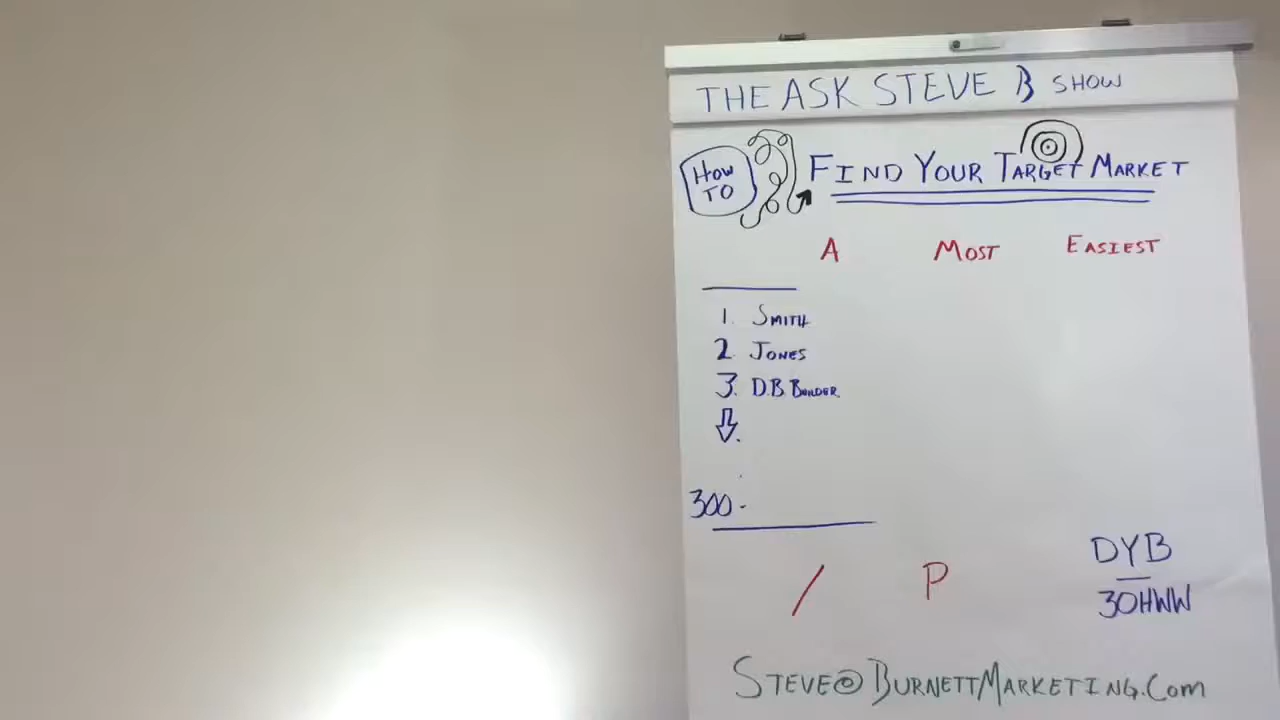 THE ASK STEVE B SHOW
HOW TO
FIND YOUR TARGET MARKET
A MOST EASIEST
1. SMITH
2 JONES
3. D.B. BUILDER
300-
/ P
DYB
30HWW
STEVE@BURNETTMARKETING.COM